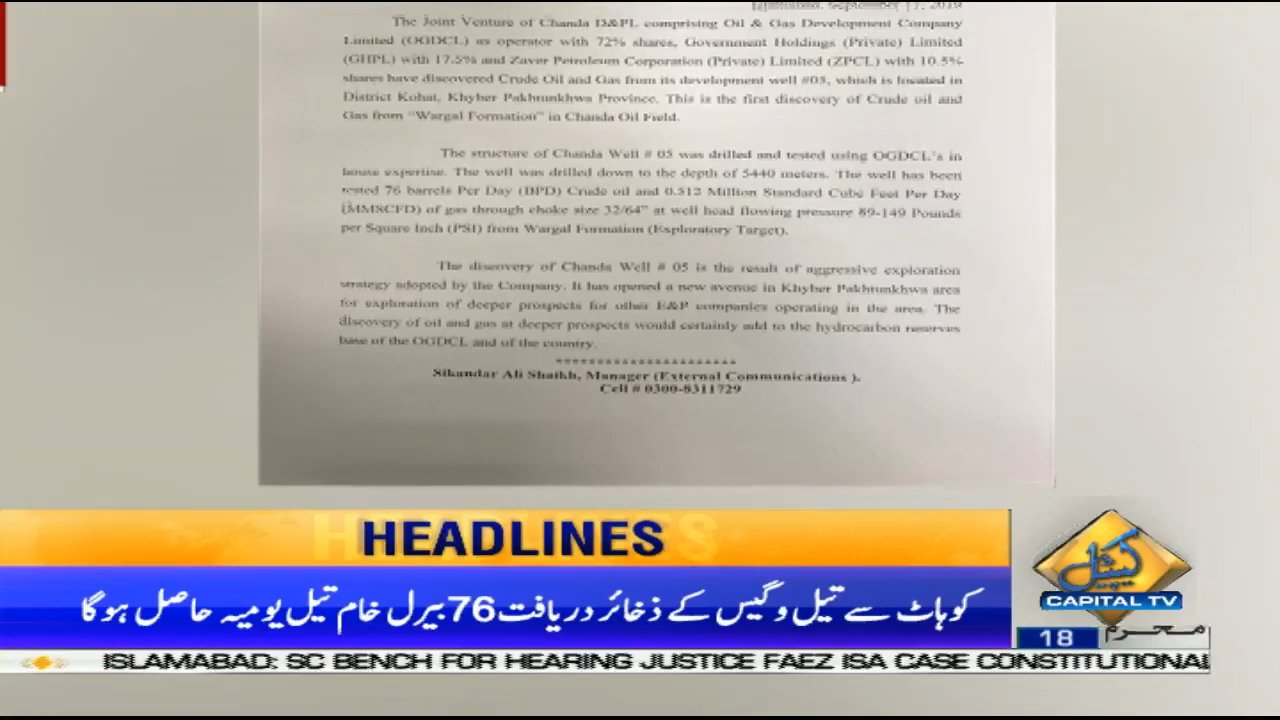 Islamabad, September 17, 2019
The Joint Venture of Chanda D&PL comprising Oil & Gas Development Company
Limited (OGDCL) as operator with 72% shares, Government Holdings (Private) Limited
(GHPL) with 17.5% and Zaver Petroleum Corporation (Private) Limited (ZPCL) with 10.5%
shares have discovered Crude Oil and Gas from its development well #05, which is located in
District Kohat, Khyber Pakhtunkhwa Province. This is the first discovery of Crude oil and
Gas from “Wargal Formation” in Chanda Oil Field.
The structure of Chanda Well # 05 was drilled and tested using OGDCL's in
house expertise. The well was drilled down to the depth of 5440 meters. The well has been
tested 76 barrels Per Day (BPD) Crude oil and 0.512 Million Standard Cube Feet Per Day
(MMSCFD) of gas through choke size 32/64” at well head flowing pressure 89-149 Pounds
per Square Inch (PSI) from Wargal Formation (Exploratory Target).
The discovery of Chanda Well # 05 is the result of aggressive exploration
strategy adopted by the Company. It has opened a new avenue in Khyber Pakhtunkhwa area
for exploration of deeper prospects for other E&P companies operating in the area. The
discovery of oil and gas at deeper prospects would certainly add to the hydrocarbon reserves
base of the OGDCL and of the country.
**********************
Sikandar Ali Shaikh, Manager (External Communications ).
Cell # 0300-8311729
HEADLINES
کوہاٹ سے تیل و گیس کے ذخائر دریافت 76 بیرل خام تیل یومیہ حاصل ہوگا
کیپیٹل
CAPITAL TV
18 محرم
ISLAMABAD: SC BENCH FOR HEARING JUSTICE FAEZ ISA CASE CONSTITUTIONAL